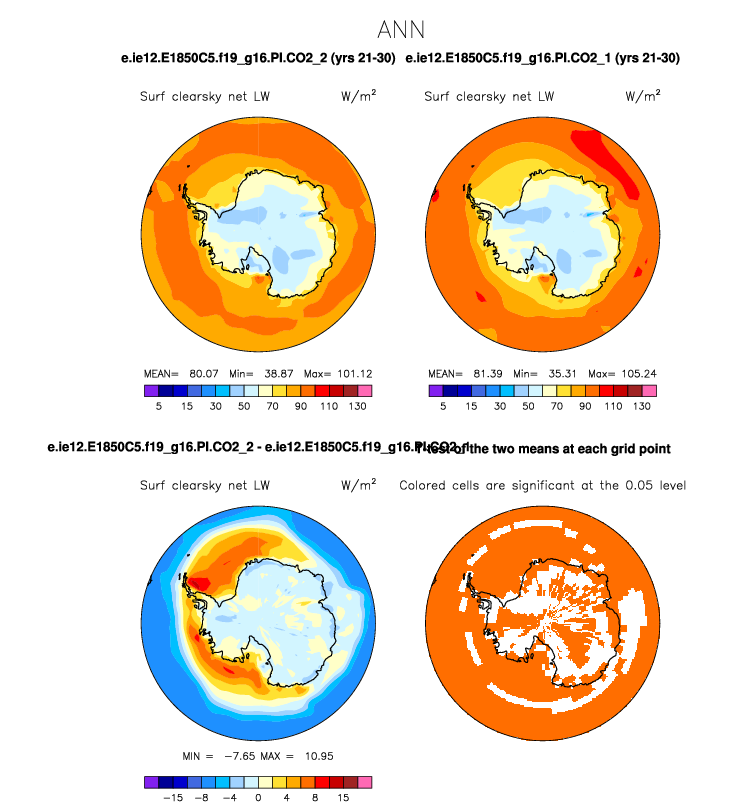 ANN
e.ie12.E1850C5.f19_g16.PI.CO2_2 (yrs 21-30) e.ie12.E1850C5.f19_g16.PI.CO2_1 (yrs 21-30)
Surf clearsky net LW W/m² Surf clearsky net LW W/m²
MEAN= 80.07 Min= 38.87 Max= 101.12 MEAN= 81.39 Min= 35.31 Max= 105.24
5 15 30 50 70 90 110 130 5 15 30 50 70 90 110 130
e.ie12.E1850C5.f19_g16.PI.CO2_2 - e.ie12.E1850C5.f19_g16.PI.CO2_1 T-test of the two means at each grid point
Surf clearsky net LW W/m² Colored cells are significant at the 0.05 level
MIN = -7.65 MAX = 10.95
-15 -8 -4 0 4 8 15